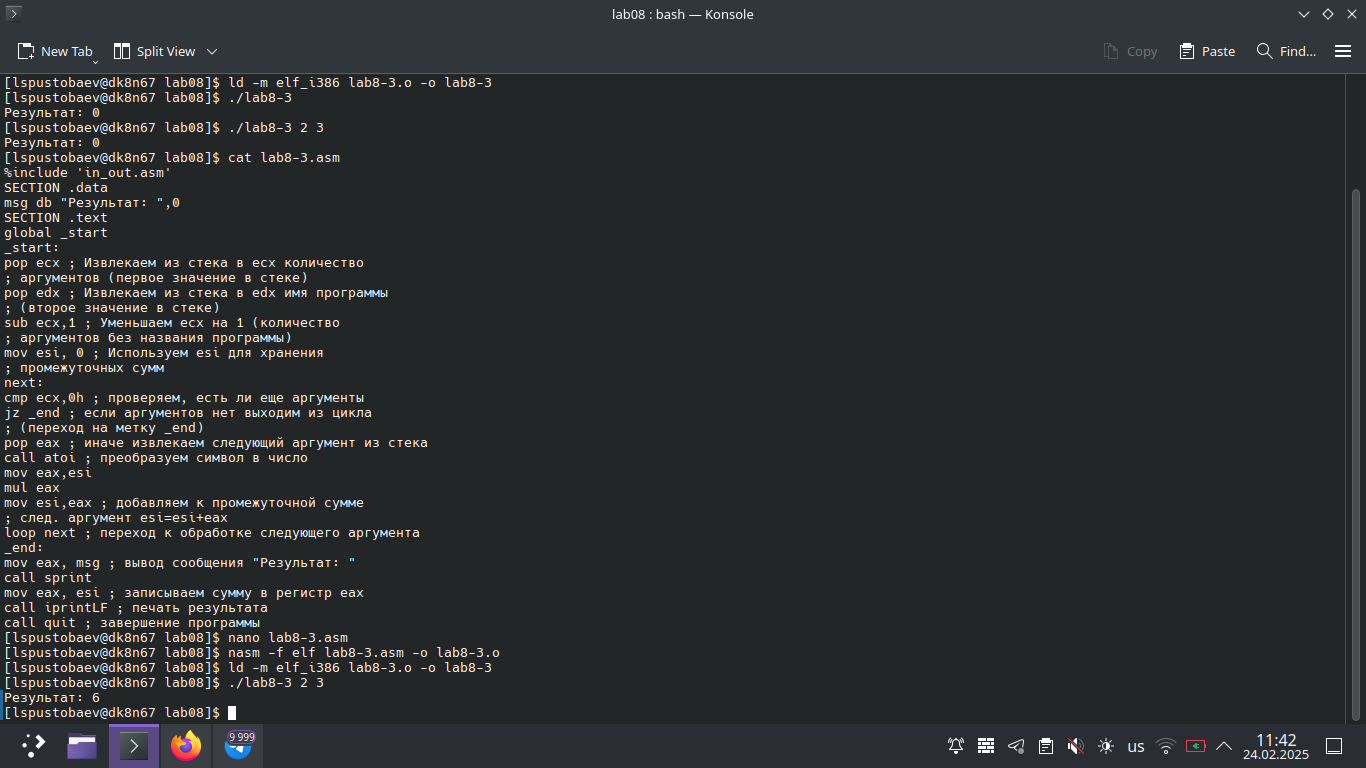 lab08 : bash — Konsole
New Tab
Split View
Copy
Paste
Find...
[lspustobaev@dk8n67 lab08]$ ld -m elf_i386 lab8-3.o -o lab8-3
[lspustobaev@dk8n67 lab08]$ ./lab8-3
Результат: 0
[lspustobaev@dk8n67 lab08]$ ./lab8-3 2 3
Результат: 0
[lspustobaev@dk8n67 lab08]$ cat lab8-3.asm
%include 'in_out.asm'
SECTION .data
msg db "Результат: ",0
SECTION .text
global _start
_start:
pop ecx ; Извлекаем из стека в ecx количество
; аргументов (первое значение в стеке)
pop edx ; Извлекаем из стека в edx имя программы
; (второе значение в стеке)
sub ecx,1 ; Уменьшаем ecx на 1 (количество
; аргументов без названия программы)
mov esi, 0 ; Используем esi для хранения
; промежуточных сумм
next:
cmp ecx,0h ; проверяем, есть ли еще аргументы
jz _end ; если аргументов нет выходим из цикла
; (переход на метку _end)
pop eax ; иначе извлекаем следующий аргумент из стека
call atoi ; преобразуем символ в число
mov eax,esi
mul eax
mov esi,eax ; добавляем к промежуточной сумме
; след. аргумент esi=esi+eax
loop next ; переход к обработке следующего аргумента
_end:
mov eax, msg ; вывод сообщения "Результат: "
call sprint
mov eax, esi ; записываем сумму в регистр eax
call iprintLF ; печать результата
call quit ; завершение программы
[lspustobaev@dk8n67 lab08]$ nano lab8-3.asm
[lspustobaev@dk8n67 lab08]$ nasm -f elf lab8-3.asm -o lab8-3.o
[lspustobaev@dk8n67 lab08]$ ld -m elf_i386 lab8-3.o -o lab8-3
[lspustobaev@dk8n67 lab08]$ ./lab8-3 2 3
Результат: 6
[lspustobaev@dk8n67 lab08]$
9 999
us
11:42
24.02.2025